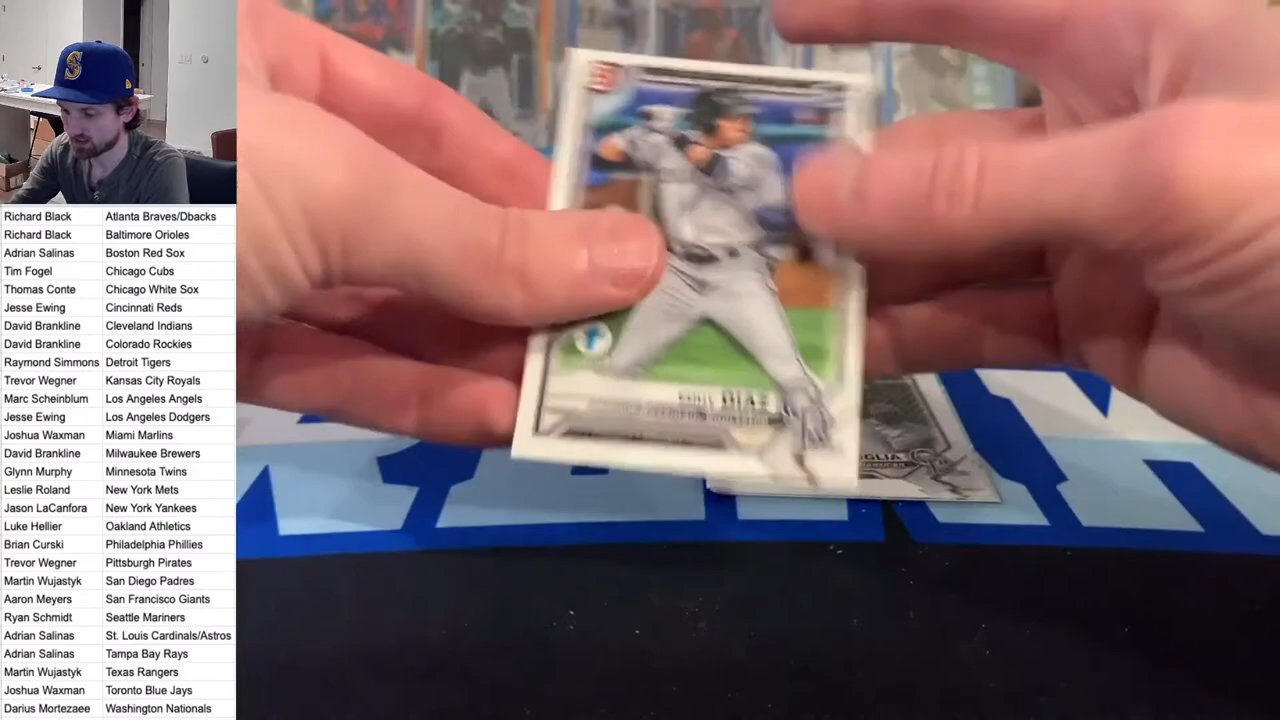 S
Richard Black Atlanta Braves/Dbacks
Richard Black Baltimore Orioles
Adrian Salinas Boston Red Sox
Tim Fogel Chicago Cubs
Thomas Conte Chicago White Sox
Jesse Ewing Cincinnati Reds
David Brankline Cleveland Indians
David Brankline Colorado Rockies
Raymond Simmons Detroit Tigers
Trevor Wegner Kansas City Royals
Marc Scheinblum Los Angeles Angels
Jesse Ewing Los Angeles Dodgers
Joshua Waxman Miami Marlins
David Brankline Milwaukee Brewers
Glynn Murphy Minnesota Twins
Leslie Roland New York Mets
Jason LaCanfora New York Yankees
Luke Hellier Oakland Athletics
Brian Curski Philadelphia Phillies
Trevor Wegner Pittsburgh Pirates
Martin Wujastyk San Diego Padres
Aaron Meyers San Francisco Giants
Ryan Schmidt Seattle Mariners
Adrian Salinas St. Louis Cardinals/Astros
Adrian Salinas Tampa Bay Rays
Martin Wujastyk Texas Rangers
Joshua Waxman Toronto Blue Jays
Darius Mortezaee Washington Nationals